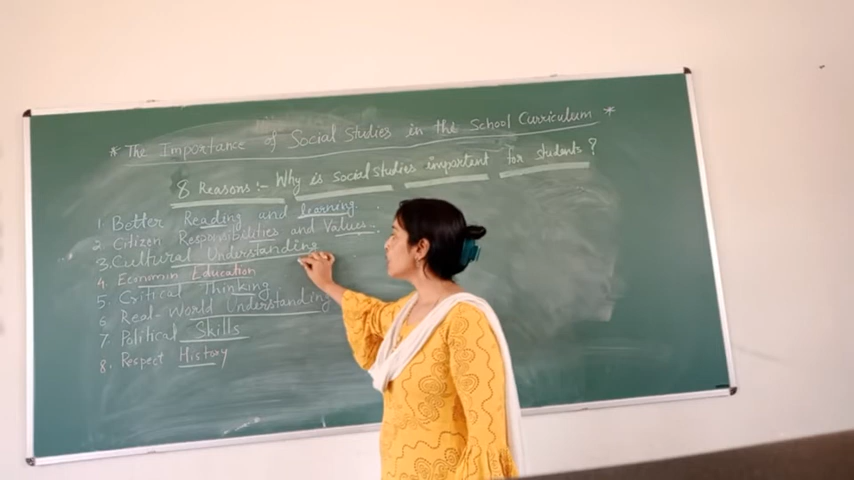 * The Importance of Social Studies in the School Curriculum *
8 Reasons:- Why is Social studies important for students?
1. Better Reading and learning.
2. Citizen Responsibilities and Values.
3. Cultural Understanding
4. Econmin Education
5. Critical Thinking
6. Real-World Understanding
7. Political Skills
8. Respect History